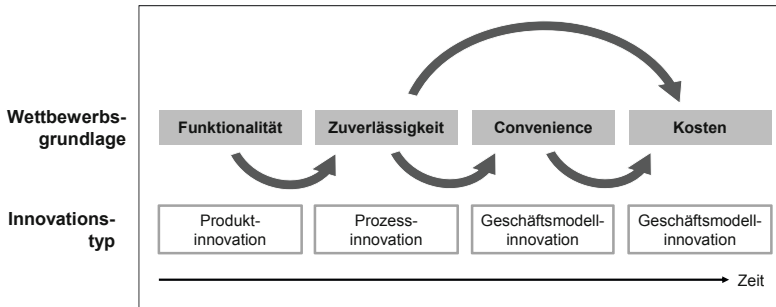 Wettbewerbs-
grundlage
Funktionalität
Zuverlässigkeit
Convenience
Kosten
Innovations-
typ
Produkt-
innovation
Prozess-
innovation
Geschäftsmodell-
innovation
Geschäftsmodell-
innovation
Zeit